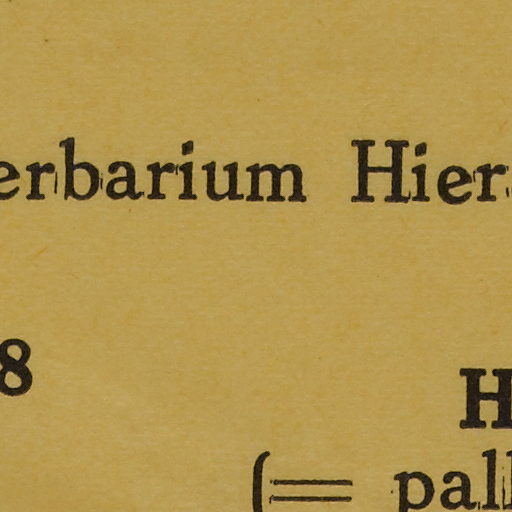 erbarium Hier
8
H
(= pall